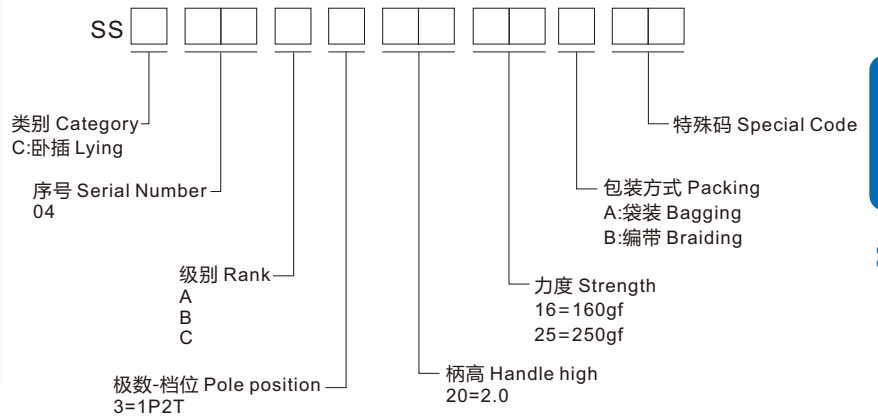 SS
类别 Category
C:卧插 Lying
特殊码 Special Code
序号 Serial Number
04
包装方式 Packing
A:袋装 Bagging
B:编带 Braiding
级别 Rank
A
B
C
力度 Strength
16=160gf
25=250gf
极数-档位 Pole position
3=1P2T
柄高 Handle high
20=2.0